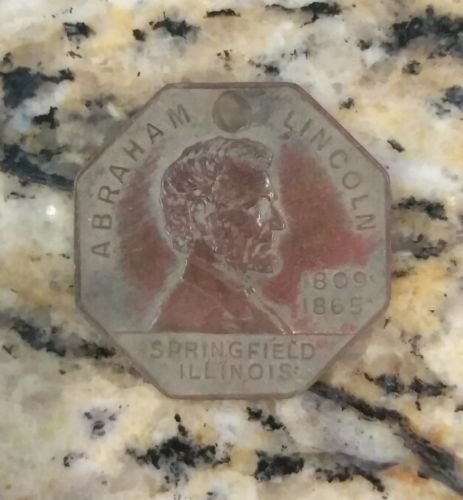 ABRAHAM LINCOLN
1809
1865
SPRINGFIELD
ILLINOIS